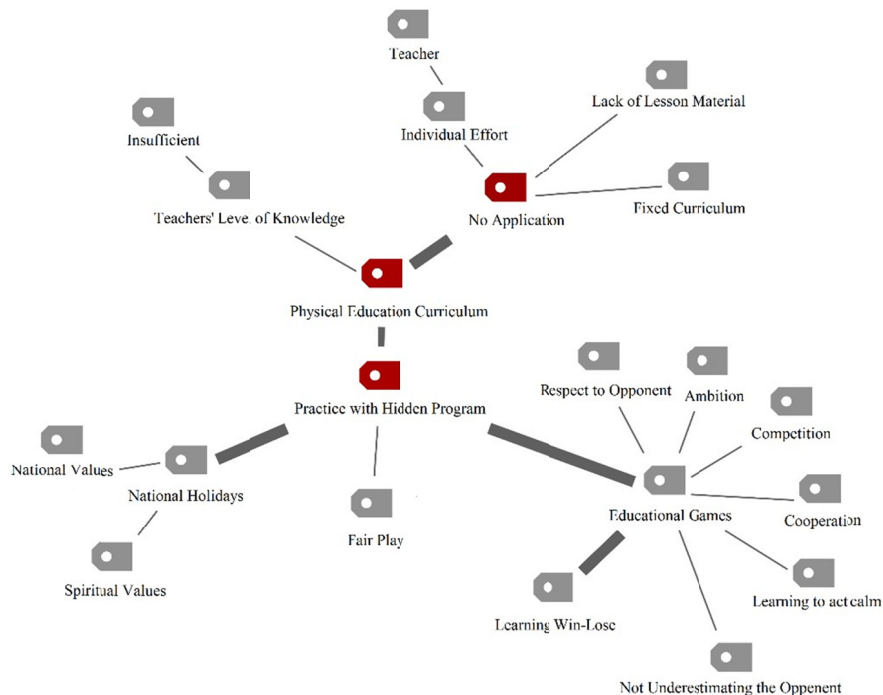 Teacher
Lack of Lesson Material
Insufficient
Individual Effort
Teachers' Level of Knowledge
No Application
Fixed Curriculum
Physical Education Curriculum
Respect to Opponent
Ambition
Practice with Hidden Program
Competition
National Values
National Holidays
Educational Games
Cooperation
Fair Play
Spiritual Values
Learning to act calm
Learning Win-Lose
Not Underestimating the Opponent